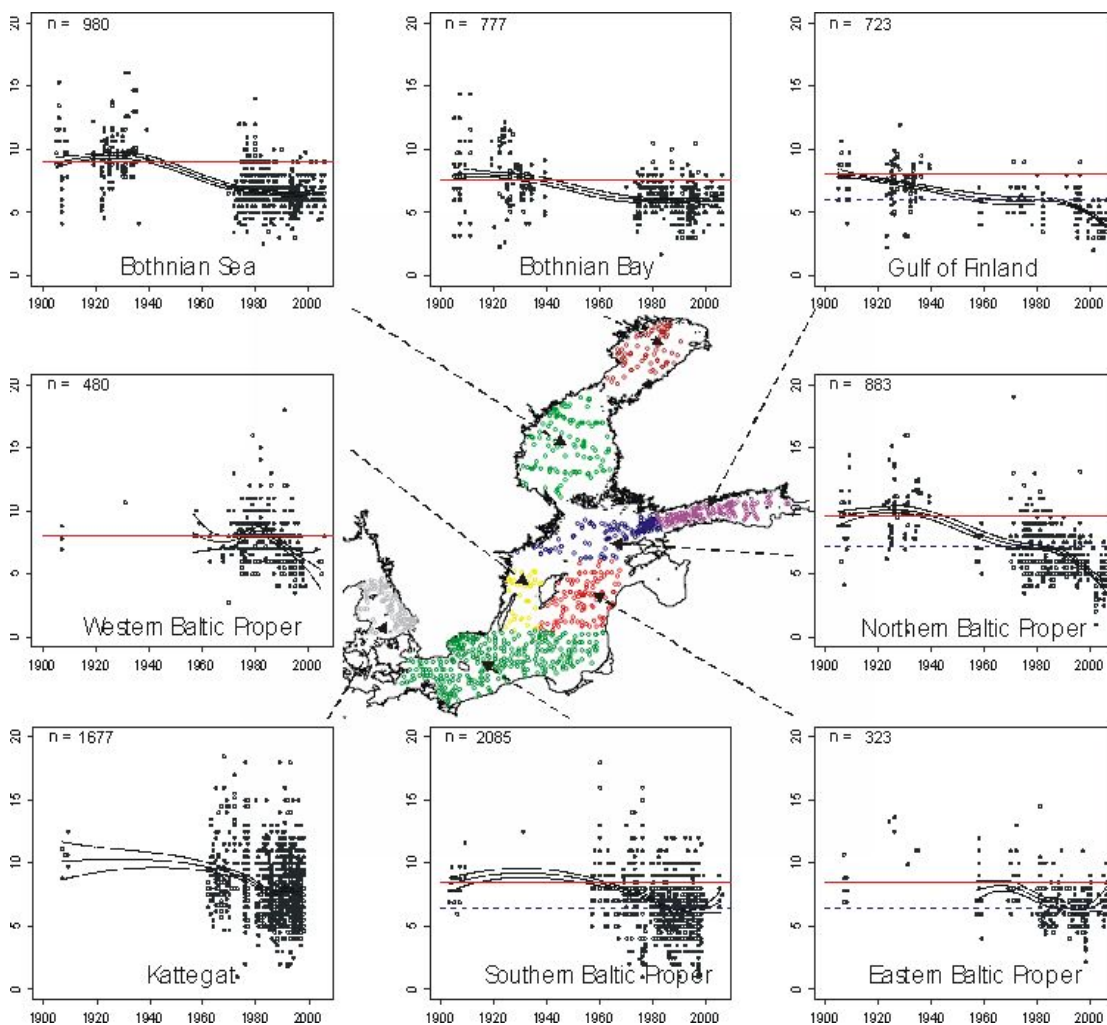 n = 980
20
15
10
5
0
Bothnian Sea
1900 1920 1940 1960 1980 2000
n = 777
20
15
10
5
0
Bothnian Bay
1900 1920 1940 1960 1980 2000
n = 723
20
15
10
5
0
Gulf of Finland
1900 1920 1940 1960 1980 2000
n = 480
20
15
10
5
0
Western Baltic Proper
n = 883
20
15
10
5
0
Northern Baltic Proper
1900 1920 1940 1960 1980 2000
n = 1677
20
15
10
5
0
Kattegat
1900 1920 1940 1960 1980 2000
n = 2085
20
15
10
5
0
Southern Baltic Proper
1900 1920 1940 1960 1980 2000
n = 323
20
15
10
5
0
Eastern Baltic Proper
1900 1920 1940 1960 1980 2000
1900 1920 1940 1960 1980 2000